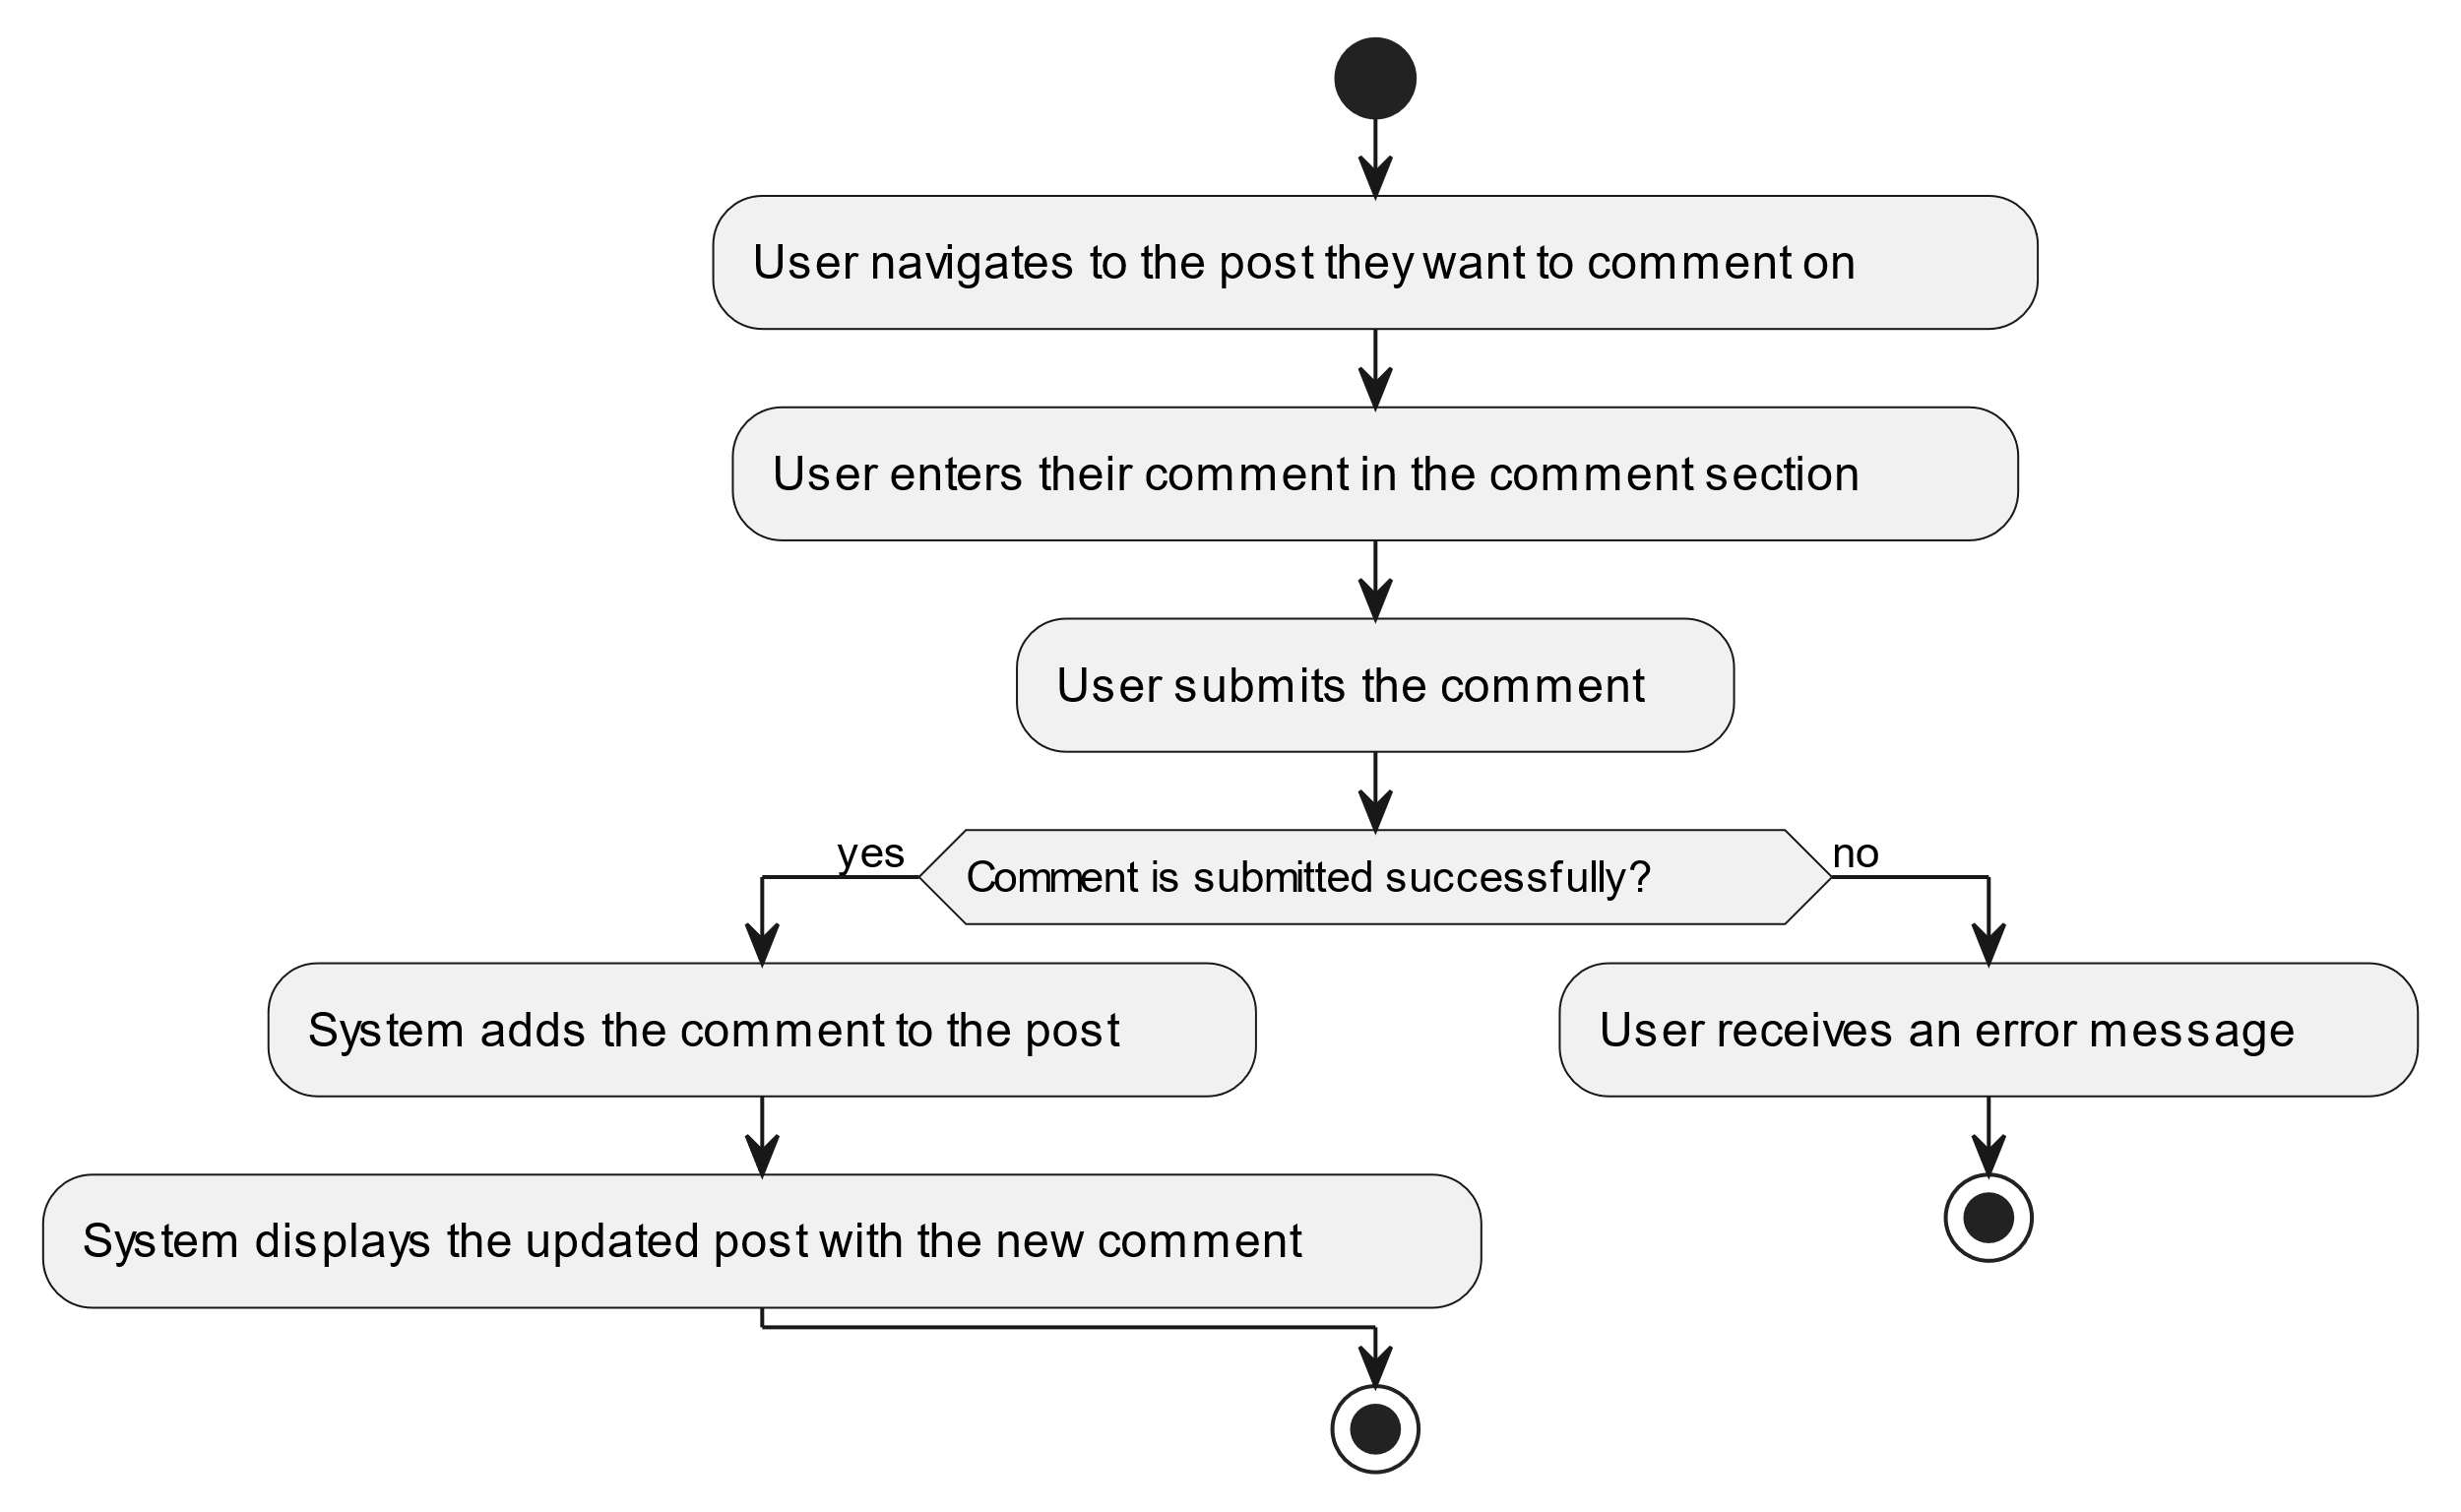 User navigates to the post they want to comment on
User enters their comment in the comment section
User submits the comment
yes
Comment is submitted successfully?
no
System adds the comment to the post
User receives an error message
System displays the updated post with the new comment